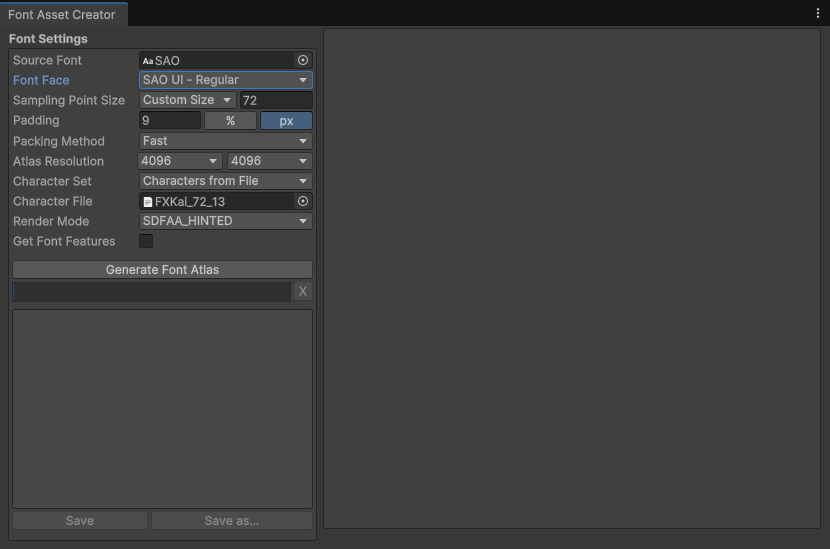 Font Asset Creator
Font Settings
Source Font Aa SAO
Font Face SAO UI - Regular
Sampling Point Size Custom Size 72
Padding 9 % px
Packing Method Fast
Atlas Resolution 4096 4096
Character Set Characters from File
Character File FXKai_72_13
Render Mode SDFAA_HINTED
Get Font Features
Generate Font Atlas
X
Save Save as...